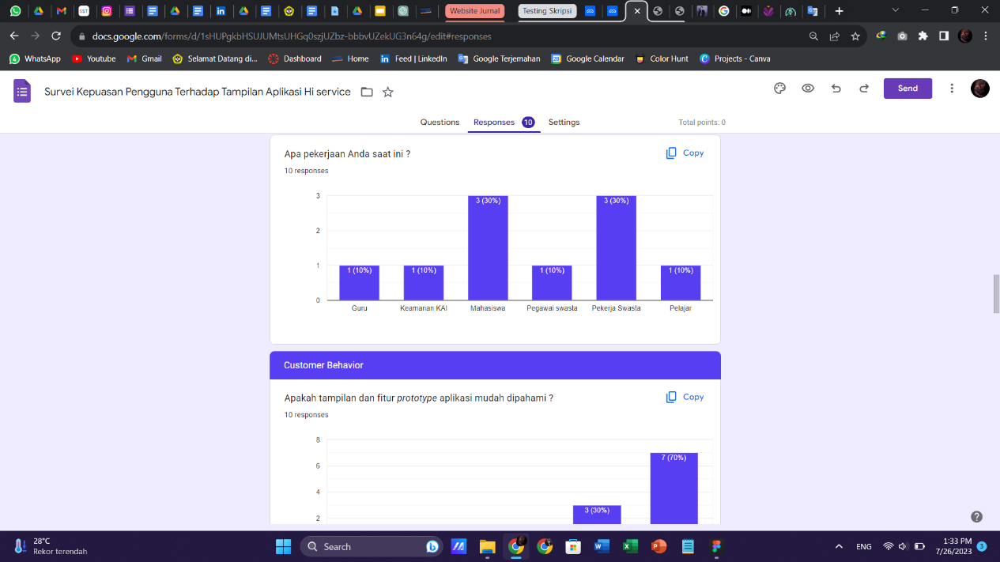 Website Jurnal
Testing Skripsi
docs.google.com/forms/d/1sHUPgkbHSUJUMtsUHGq0szjUZbz-bbbvUZekUG3n64g/edit#responses
WhatsApp
Youtube
Gmail
Selamat Datang di...
Dashboard
Home
Feed | LinkedIn
Google Terjemahan
Google Calendar
Color Hunt
Projects - Canva
Survei Kepuasan Pengguna Terhadap Tampilan Aplikasi Hi service
Send
Questions
Responses 10
Settings
Total points: 0
Apa pekerjaan Anda saat ini ?
Copy
10 responses
3
2
1
0
1 (10%)
1 (10%)
3 (30%)
1 (10%)
3 (30%)
1 (10%)
Guru
Keamanan KAI
Mahasiswa
Pegawai swasta
Pekerja Swasta
Pelajar
Customer Behavior
Apakah tampilan dan fitur prototype aplikasi mudah dipahami ?
Copy
10 responses
8
6
4
2
3 (30%)
7 (70%)
28°C
Rekor terendah
Search
ENG
1:33 PM
7/26/2023
3